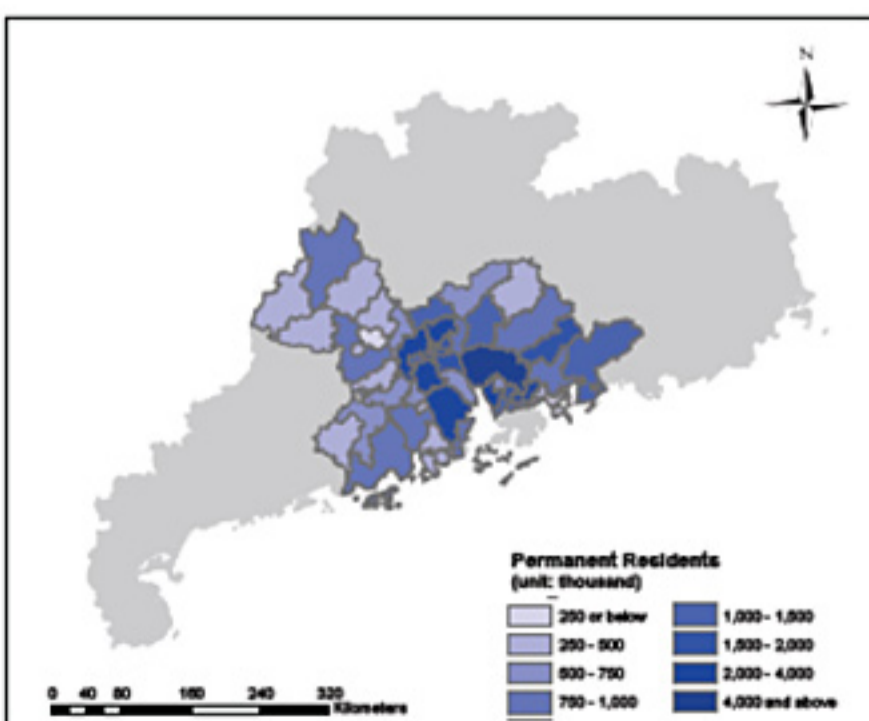 N
Permanent Residents
(unit: thousand)
250 or below
250 - 500
500 - 750
750 - 1,000
1,000 - 1,500
1,500 - 2,000
2,000 - 4,000
4,000 and above
0 40 80 160 240 320
Kilometers